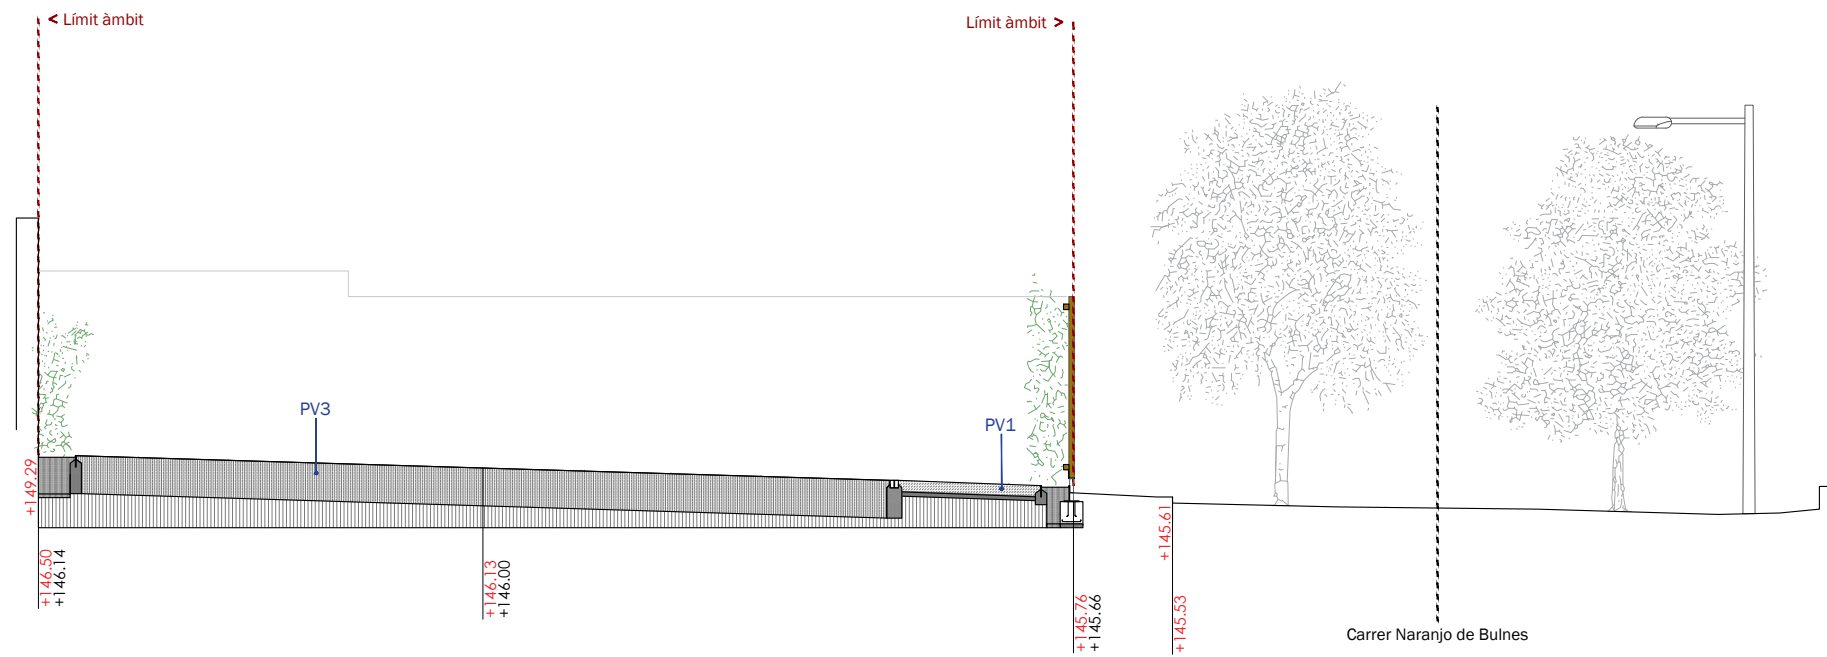 < Límit àmbit
Límit àmbit >
PV3
PV1
+149.29
+146.50
+146.14
+146.13
+146.00
+145.76
+145.66
+145.61
+145.53
Carrer Naranjo de Bulnes